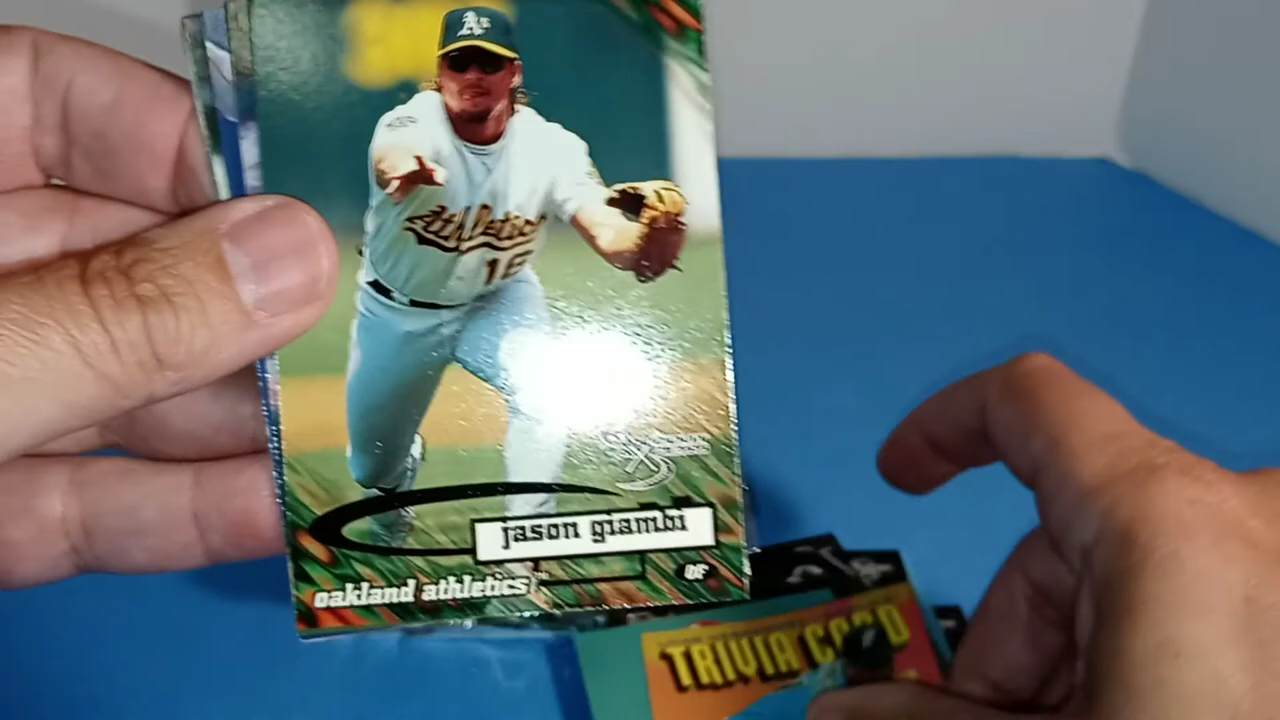 A's
Athletics
16
jason giambi
oakland athletics
OF
TRIVIA CARD